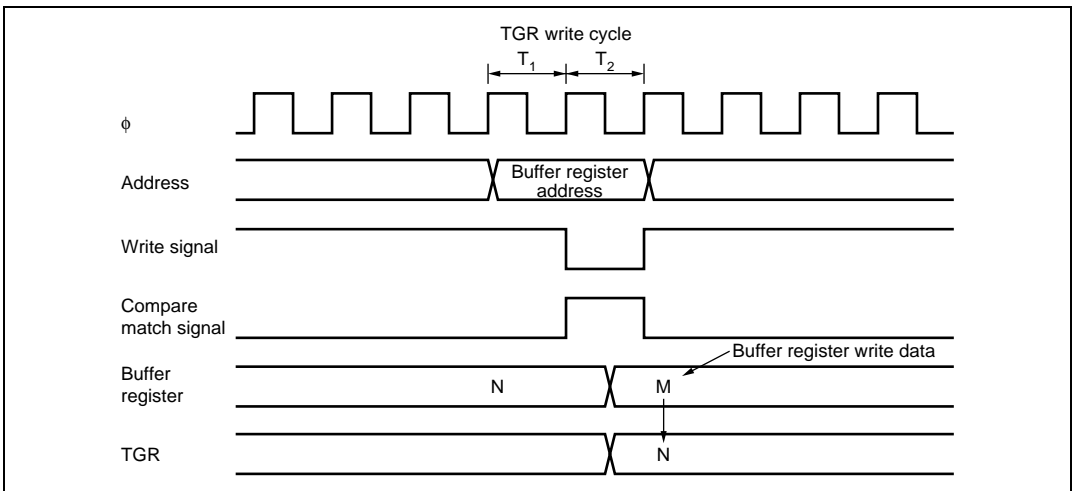 TGR write cycle
T1 T2
ϕ
Address
Buffer register
address
Write signal
Compare
match signal
Buffer register write data
Buffer
register
N
M
TGR
N